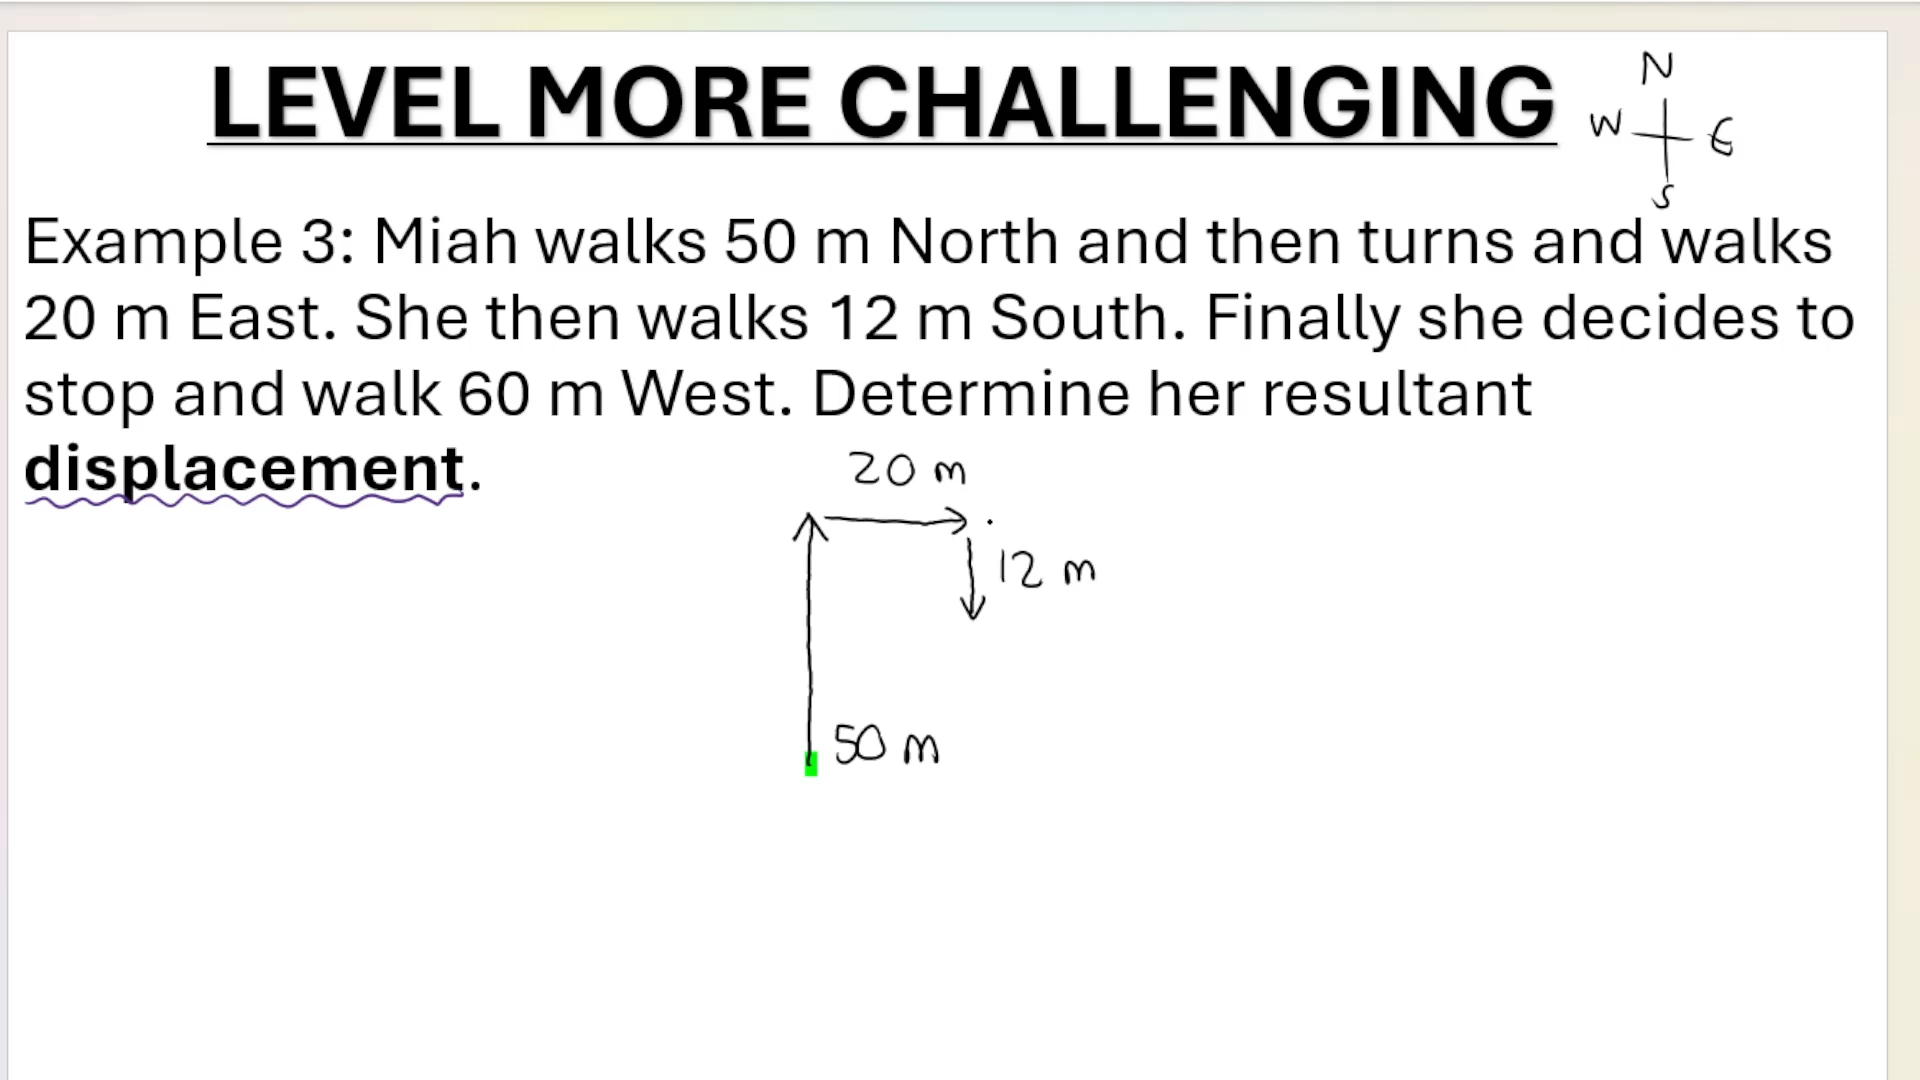 LEVEL MORE CHALLENGING
N
W E
S
Example 3: Miah walks 50 m North and then turns and walks
20 m East. She then walks 12 m South. Finally she decides to
stop and walk 60 m West. Determine her resultant
displacement.
20 m
12 m
50 m